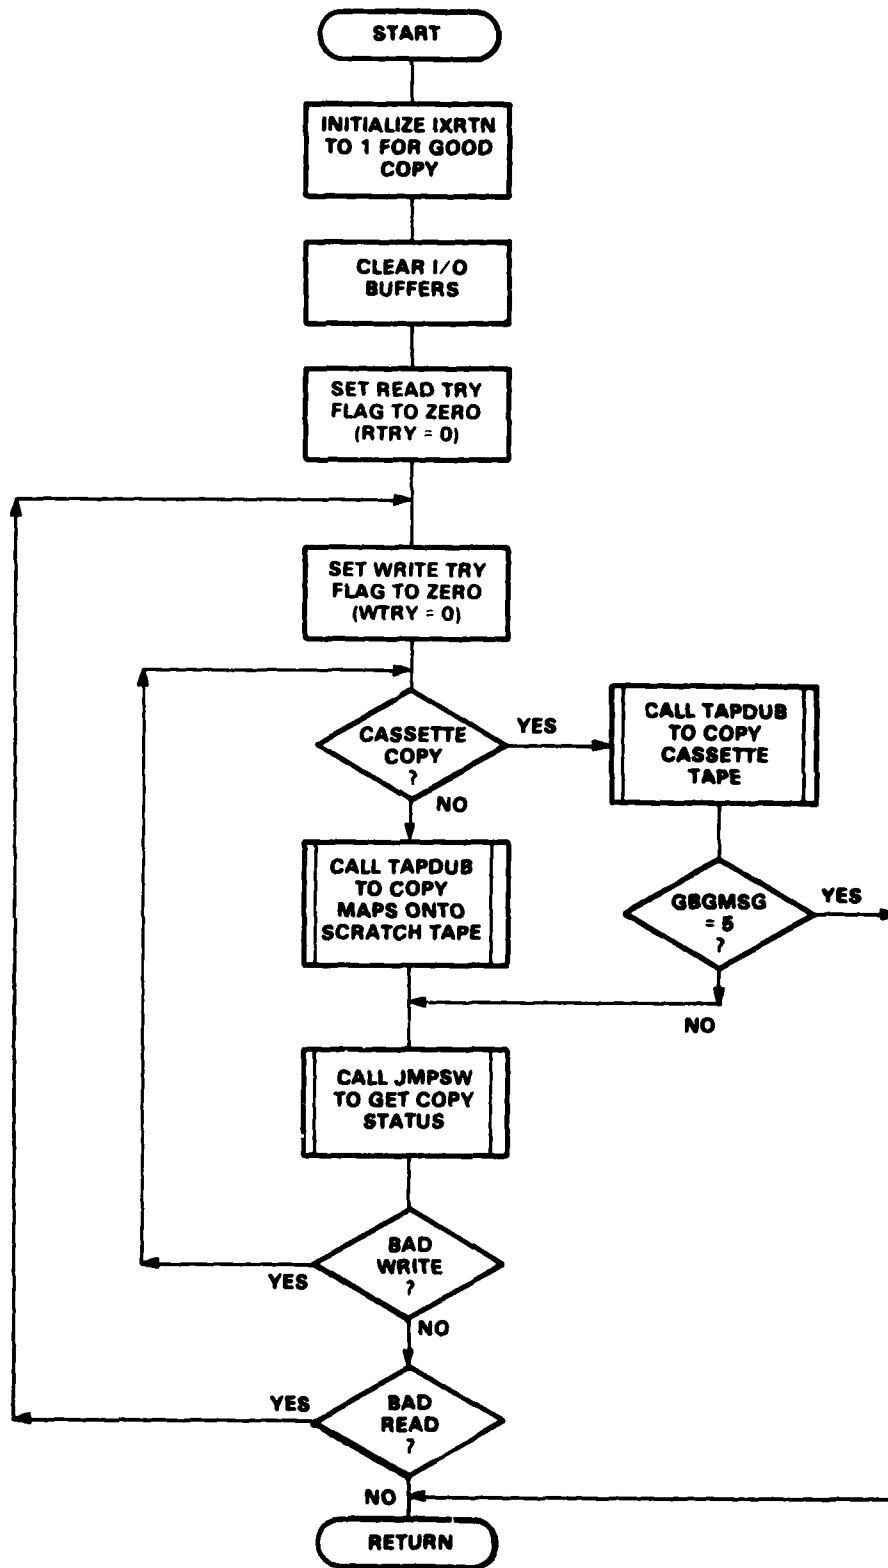 START
INITIALIZE IXRTN
TO 1 FOR GOOD
COPY
CLEAR I/O
BUFFERS
SET READ TRY
FLAG TO ZERO
(RTRY = 0)
SET WRITE TRY
FLAG TO ZERO
(WTRY = 0)
CASSETTE
COPY
?
YES
NO
CALL TAPDUB
TO COPY
CASSETTE
TAPE
CALL TAPDUB
TO COPY
MAPS ONTO
SCRATCH TAPE
GBGMSG
= 5
?
YES
NO
CALL JMPSW
TO GET COPY
STATUS
BAD
WRITE
?
YES
NO
BAD
READ
?
YES
NO
RETURN